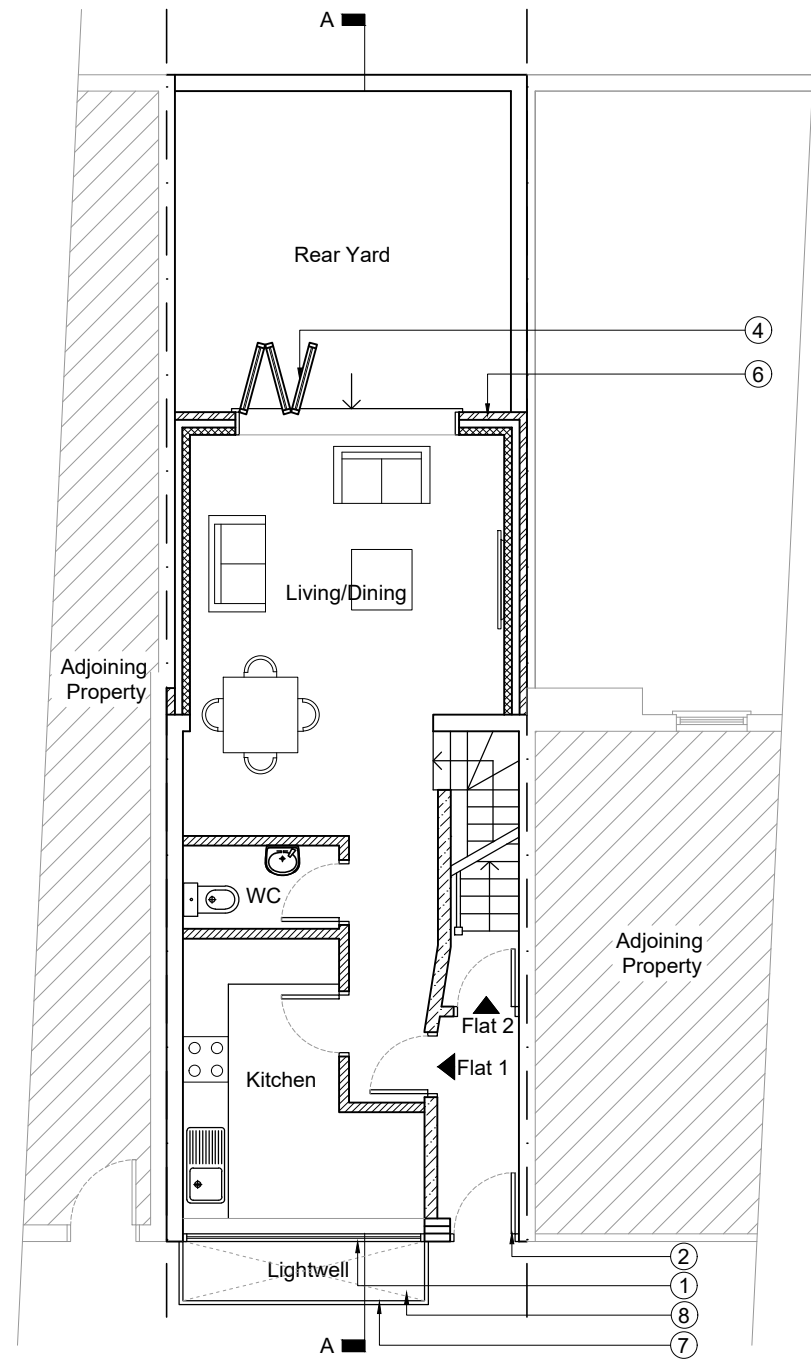 A
Rear Yard
4
6
Living/Dining
Adjoining
Property
WC
Adjoining
Property
Flat 2
Flat 1
Kitchen
2
Lightwell
1
8
A
7